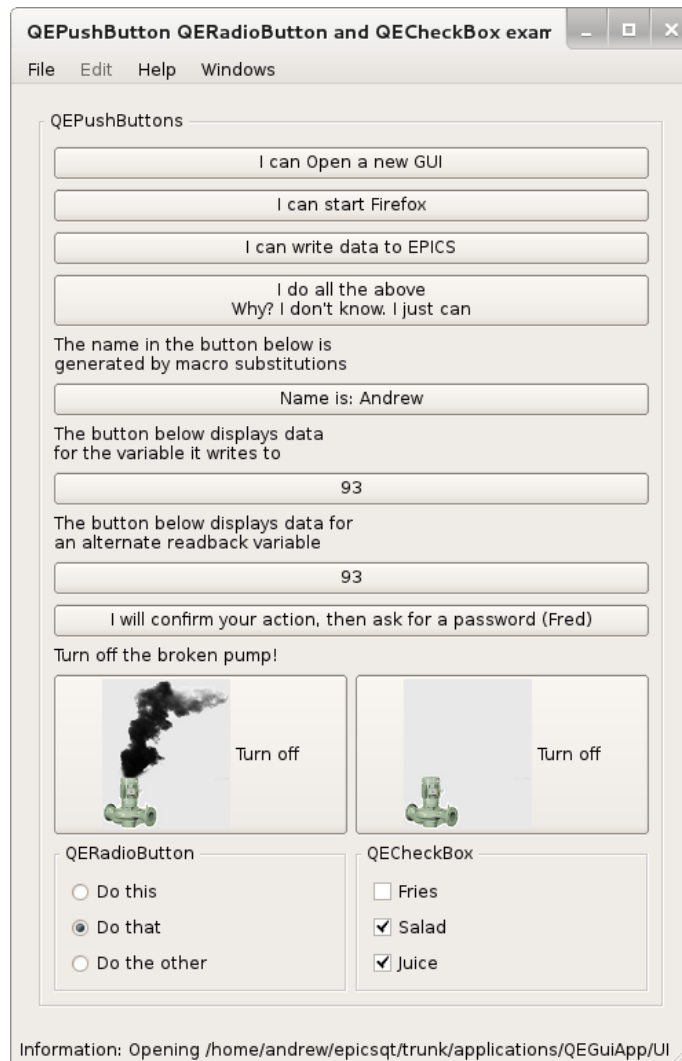 QEPushButton QERadioButton and QECheckBox exam
File Edit Help Windows
QEPushButtons
I can Open a new GUI
I can start Firefox
I can write data to EPICS
I do all the above
Why? I don't know. I just can
The name in the button below is
generated by macro substitutions
Name is: Andrew
The button below displays data
for the variable it writes to
93
The button below displays data for
an alternate readback variable
93
I will confirm your action, then ask for a password (Fred)
Turn off the broken pump!
Turn off
Turn off
QERadioButton
Do this
Do that
Do the other
QECheckBox
Fries
Salad
Juice
Information: Opening /home/andrew/epicsqt/trunk/applications/QEGuiApp/UI